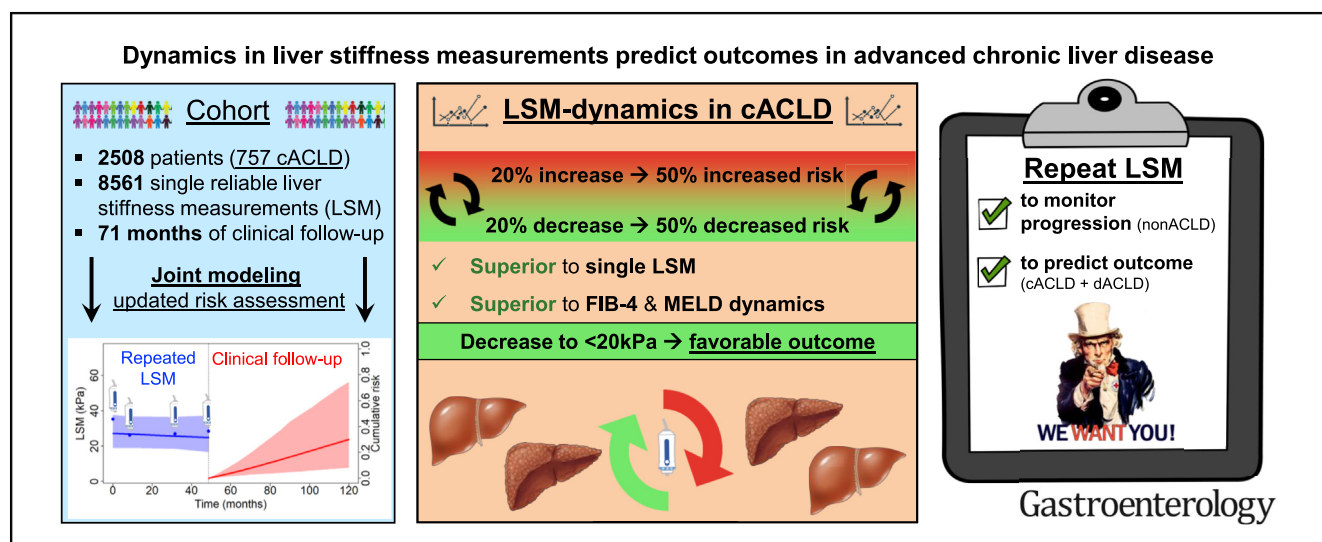 Dynamics in liver stiffness measurements predict outcomes in advanced chronic liver disease
Cohort
▪ 2508 patients (757 cACLD)
▪ 8561 single reliable liver
stiffness measurements (LSM)
▪ 71 months of clinical follow-up
Joint modeling
updated risk assessment
Repeated
LSM
Clinical follow-up
LSM (kPa)
60
40
20
0
0
20
40
60
80
100
120
Time (months)
1.0
0.8
0.6
0.4
0.2
0.0
Cumulative risk
LSM-dynamics in cACLD
20% increase → 50% increased risk
20% decrease → 50% decreased risk
✓ Superior to single LSM
✓ Superior to FIB-4 & MELD dynamics
Decrease to <20kPa → favorable outcome
Repeat LSM
to monitor
progression (nonACLD)
to predict outcome
(cACLD + dACLD)
WE WANT YOU!
Gastroenterology